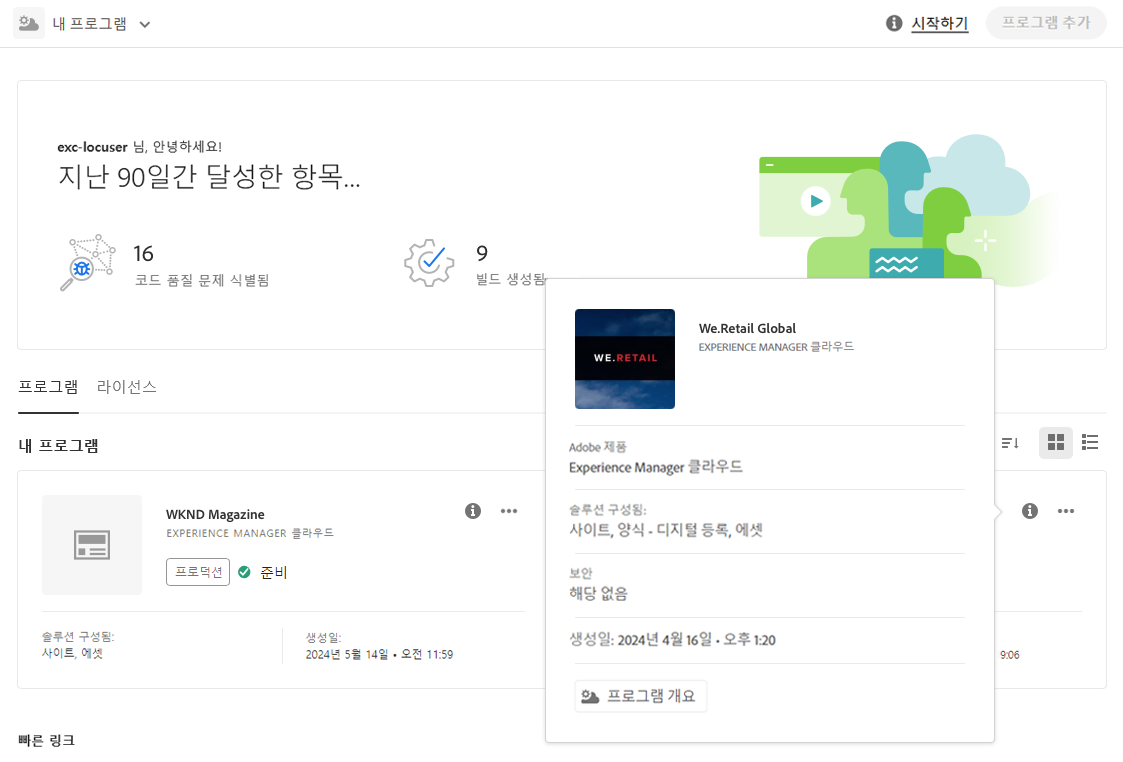 내 프로그램
시작하기
프로그램 추가
exc-locuser 님, 안녕하세요!
지난 90일간 달성한 항목...
16
코드 품질 문제 식별됨
9
빌드 생성됨
프로그램
라이선스
내 프로그램
WKND Magazine
EXPERIENCE MANAGER 클라우드
프로덕션
준비
솔루션 구성됨:
사이트, 에셋
생성일:
2024년 5월 14일 • 오전 11:59
WE.RETAIL
We.Retail Global
EXPERIENCE MANAGER 클라우드
Adobe 제품
Experience Manager 클라우드
솔루션 구성됨:
사이트, 양식 - 디지털 등록, 에셋
보안
해당 없음
생성일: 2024년 4월 16일 • 오후 1:20
프로그램 개요
9:06
빠른 링크